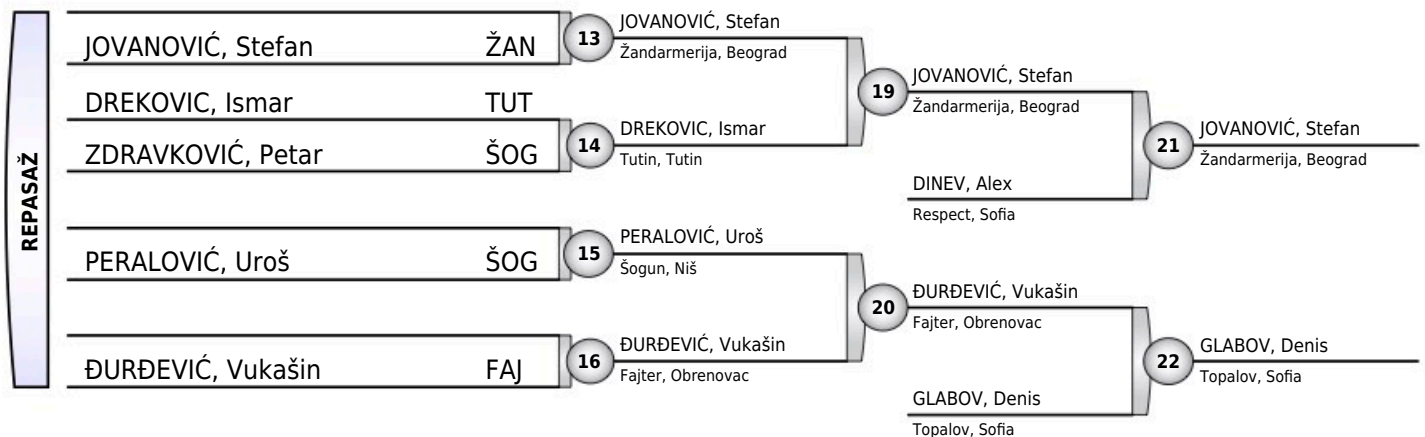 REPASAŽ
JOVANOVIĆ, Stefan ŽAN
DREKOVIC, Ismar TUT
ZDRAVKOVIĆ, Petar ŠOG
PERALOVIĆ, Uroš ŠOG
ĐURĐEVIĆ, Vukašin FAJ
13
JOVANOVIĆ, Stefan
Žandarmerija, Beograd
14
DREKOVIC, Ismar
Tutin, Tutin
15
PERALOVIĆ, Uroš
Šogun, Niš
16
ĐURĐEVIĆ, Vukašin
Fajter, Obrenovac
19
JOVANOVIĆ, Stefan
Žandarmerija, Beograd
DINEV, Alex
Respect, Sofia
20
ĐURĐEVIĆ, Vukašin
Fajter, Obrenovac
GLABOV, Denis
Topalov, Sofia
21
JOVANOVIĆ, Stefan
Žandarmerija, Beograd
22
GLABOV, Denis
Topalov, Sofia